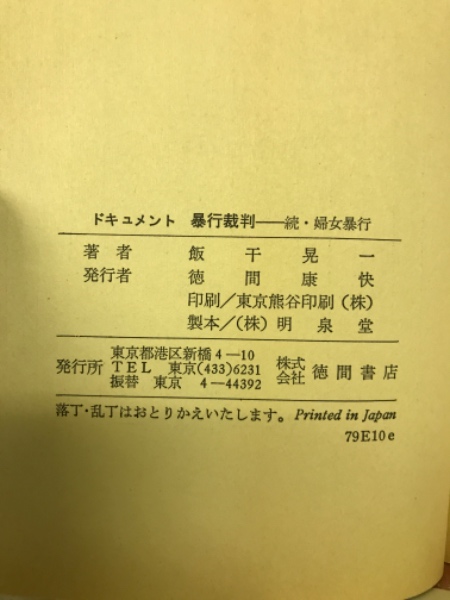 ドキュメント 暴行裁判——続・婦女暴行
著者 飯干晃一
発行者 徳間康快
印刷/東京熊谷印刷(株)
製本/(株)明泉堂
発行所 東京都港区新橋4—10
TEL 東京(433)6231
振替 東京 4—44392
株式会社 徳間書店
落丁・乱丁はおとりかえいたします。 Printed in Japan
79E10e